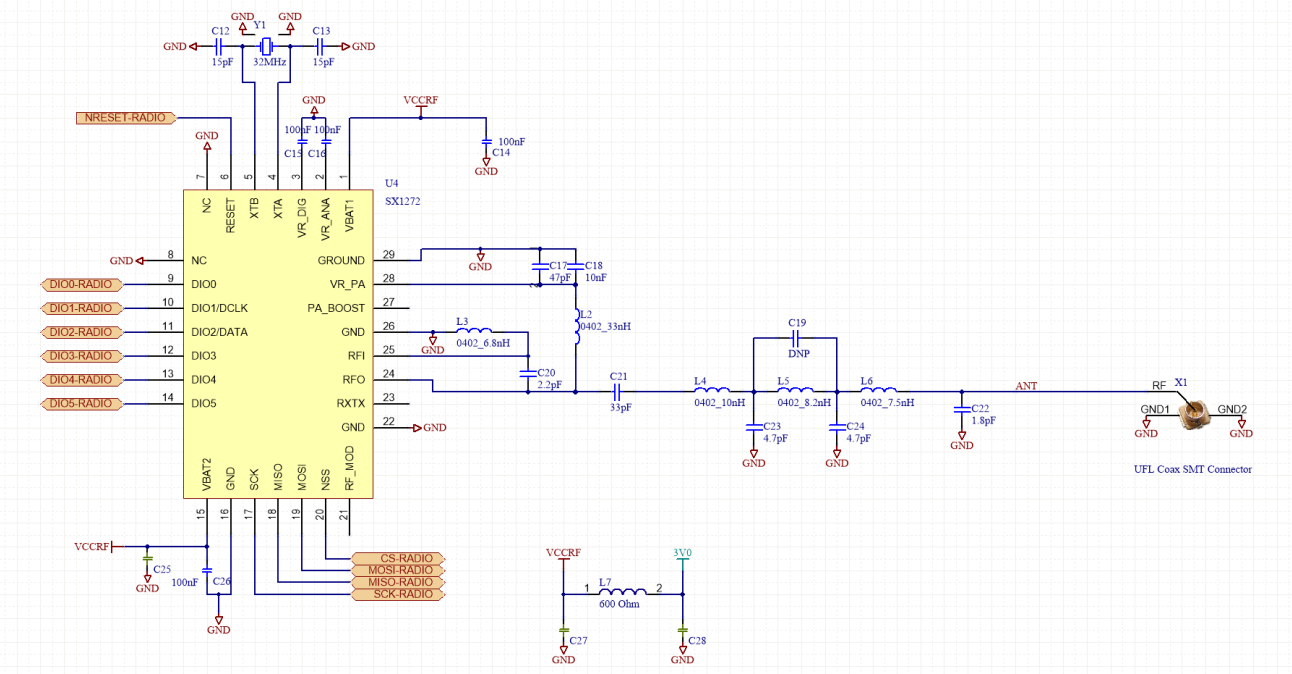 GND GND
C12 Y1 C13
GND GND
15pF 32MHz 15pF
GND VCCRF
NRESET-RADIO
GND 100nF 100nF 100nF
C15 C16 C14
GND
7 6 5 4 3 2 1 U4
SX1272
NC RESET XTB XTA VR_DIG VR_ANA VBAT1
GND 8 NC GROUND 29 GND C17 C18
47pF 10nF
DIO0-RADIO 9 DIO0 VR_PA 28 2
DIO1-RADIO 10 DIO1/DCLK PA_BOOST 27 L2
0402_33nH
DIO2-RADIO 11 DIO2/DATA GND 26 L3 C19
GND 0402_6.8nH
DIO3-RADIO 12 DIO3 RFI 25 DNP
DIO4-RADIO 13 DIO4 RFO 24 C20 C21 L4 L5 L6 ANT RF X1
2.2pF
DIO5-RADIO 14 DIO5 RXTX 23 33pF 0402_10nH 0402_8.2nH 0402_7.5nH C22 GND1 GND2
1.8pF
GND 22 GND C23 C24 GND GND
4.7pF 4.7pF GND
GND GND
VBAT2 GND SCK MISO MOSI NSS RF_MOD UFL Coax SMT Connector
15 16 17 18 19 20 21
VCCRF CS-RADIO VCCRF 3V0
C25 MOSI-RADIO
100nF C26 MISO-RADIO 1 L7 2
GND SCK-RADIO 600 Ohm
GND C27 C28
GND GND